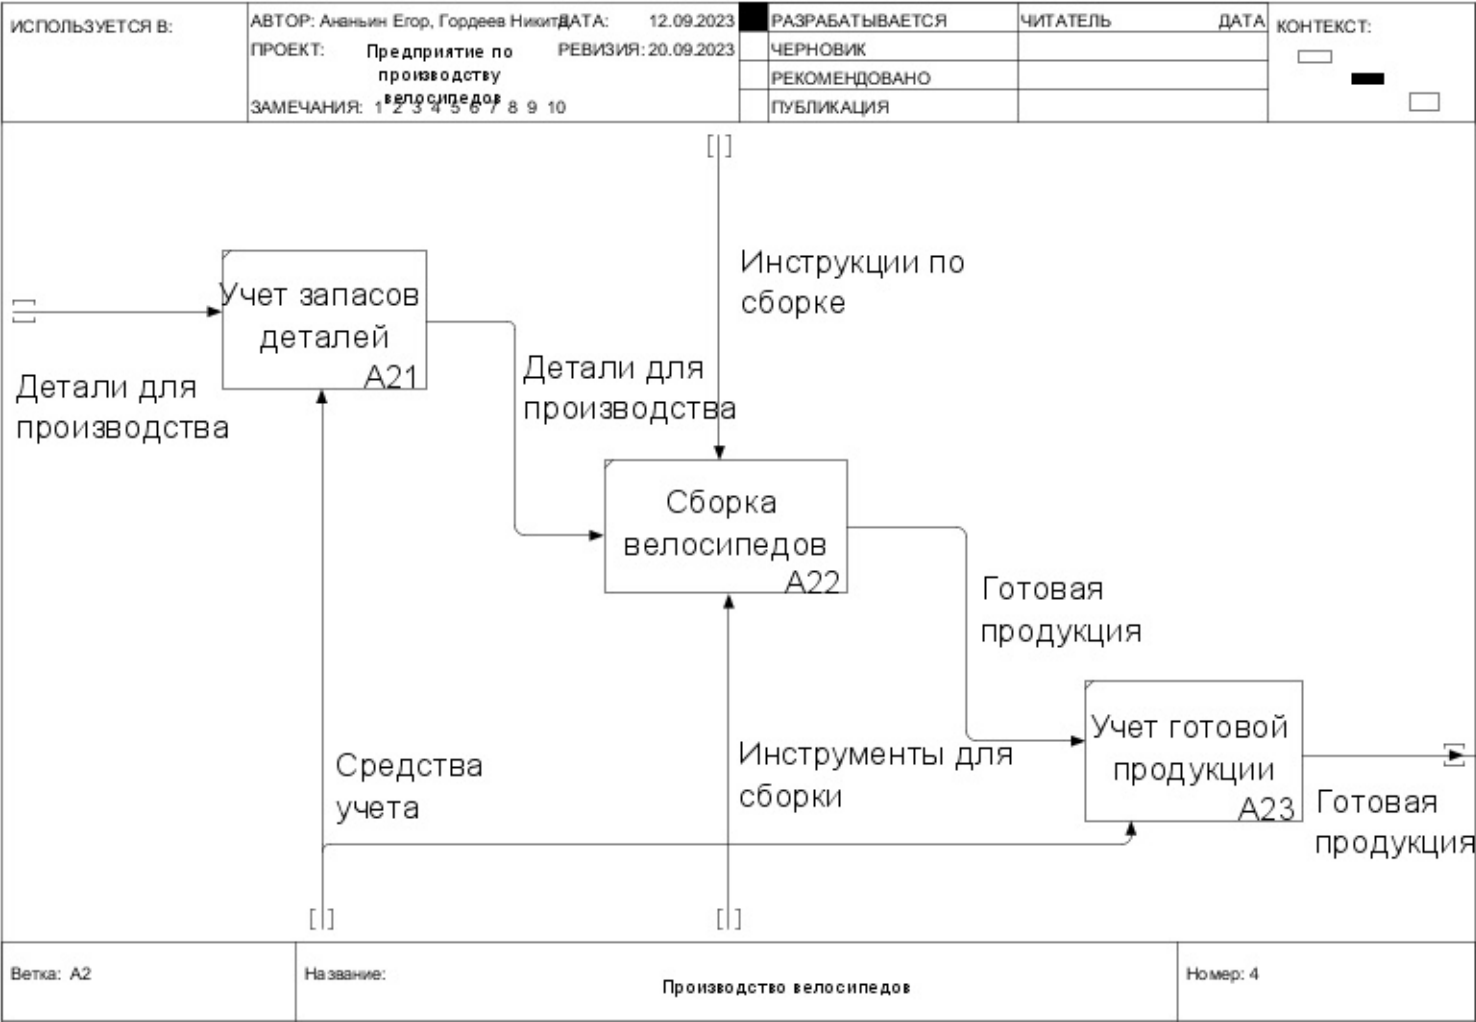 ИСПОЛЬЗУЕТСЯ В:
АВТОР: Ананьин Егор, Гордеев Никита
ДАТА: 12.09.2023
ПРОЕКТ: Предприятие по
производству
велосипедов
РЕВИЗИЯ: 20.09.2023
ЗАМЕЧАНИЯ: 1 2 3 4 5 6 7 8 9 10
РАЗРАБАТЫВАЕТСЯ
ЧЕРНОВИК
РЕКОМЕНДОВАНО
ПУБЛИКАЦИЯ
ЧИТАТЕЛЬ ДАТА
КОНТЕКСТ:
Инструкции по
сборке
Учет запасов
деталей
A21
Детали для
производства
Детали для
производства
Сборка
велосипедов
A22
Готовая
продукция
Учет готовой
продукции
A23
Средства
учета
Инструменты для
сборки
Готовая
продукция
Ветка: A2
Название:
Производство велосипедов
Номер: 4